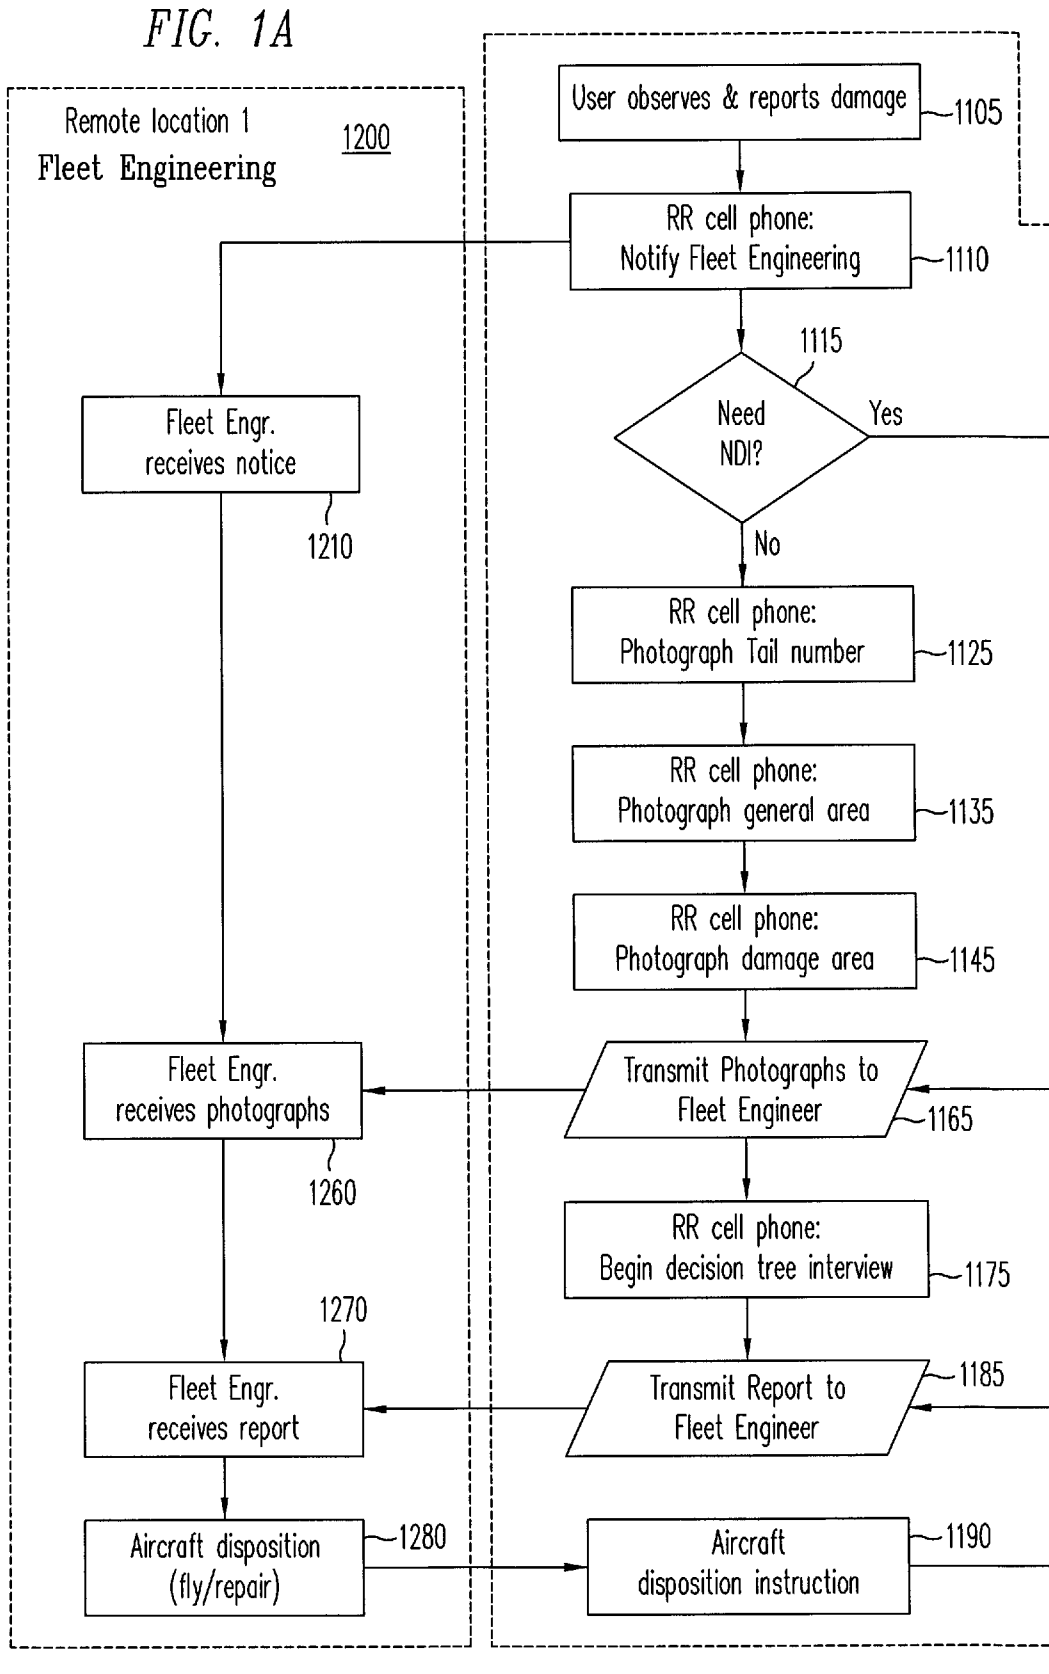 FIG. 1A
Remote location 1
1200
Fleet Engineering
User observes & reports damage
1105
RR cell phone:
Notify Fleet Engineering
1110
1115
Need
NDI?
Yes
No
Fleet Engr.
receives notice
1210
RR cell phone:
Photograph Tail number
1125
RR cell phone:
Photograph general area
1135
RR cell phone:
Photograph damage area
1145
Fleet Engr.
receives photographs
1260
Transmit Photographs to
Fleet Engineer
1165
RR cell phone:
Begin decision tree interview
1175
1270
Fleet Engr.
receives report
Transmit Report to
Fleet Engineer
1185
Aircraft disposition
(fly/repair)
1280
Aircraft
disposition instruction
1190